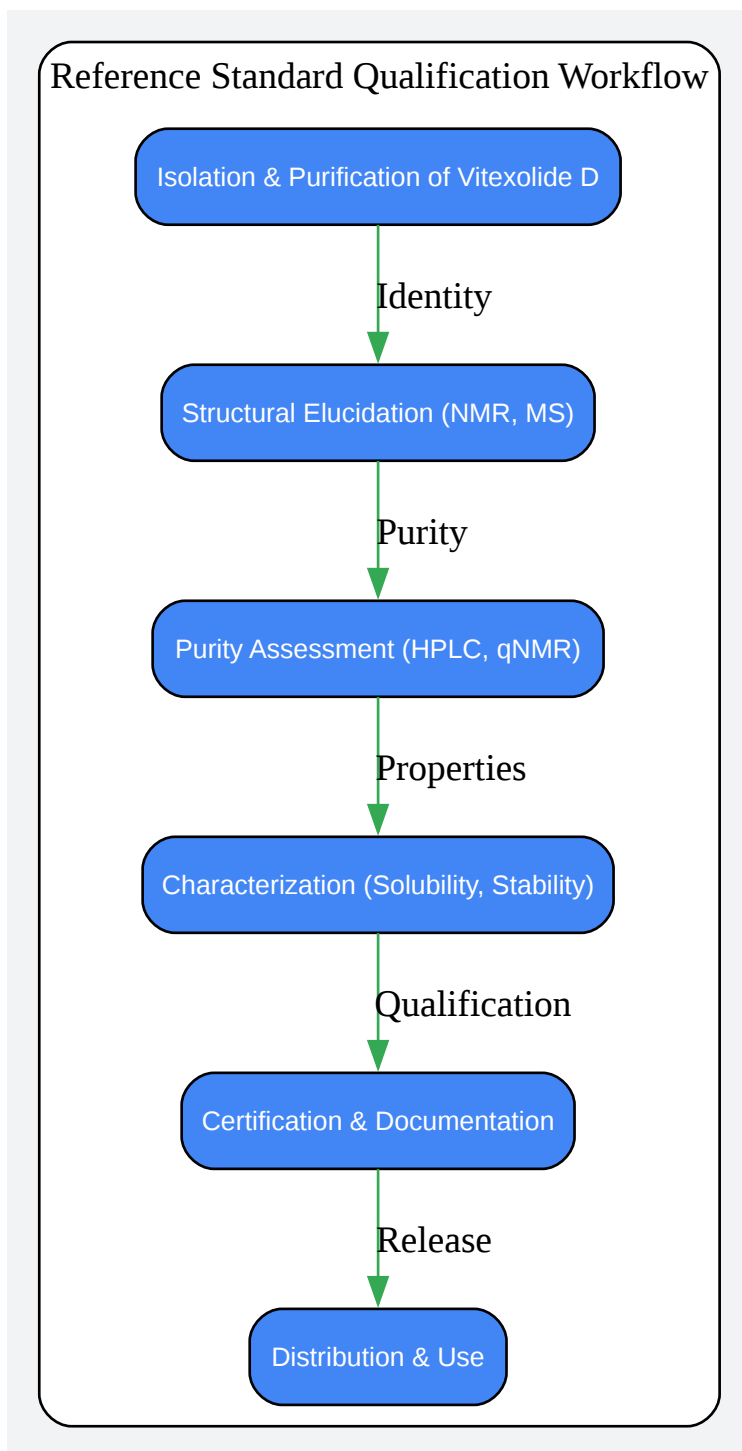 Reference Standard Qualification Workflow
Isolation & Purification of Vitexolide D
Identity
Structural Elucidation (NMR, MS)
Purity
Purity Assessment (HPLC, qNMR)
Properties
Characterization (Solubility, Stability)
Qualification
Certification & Documentation
Release
Distribution & Use